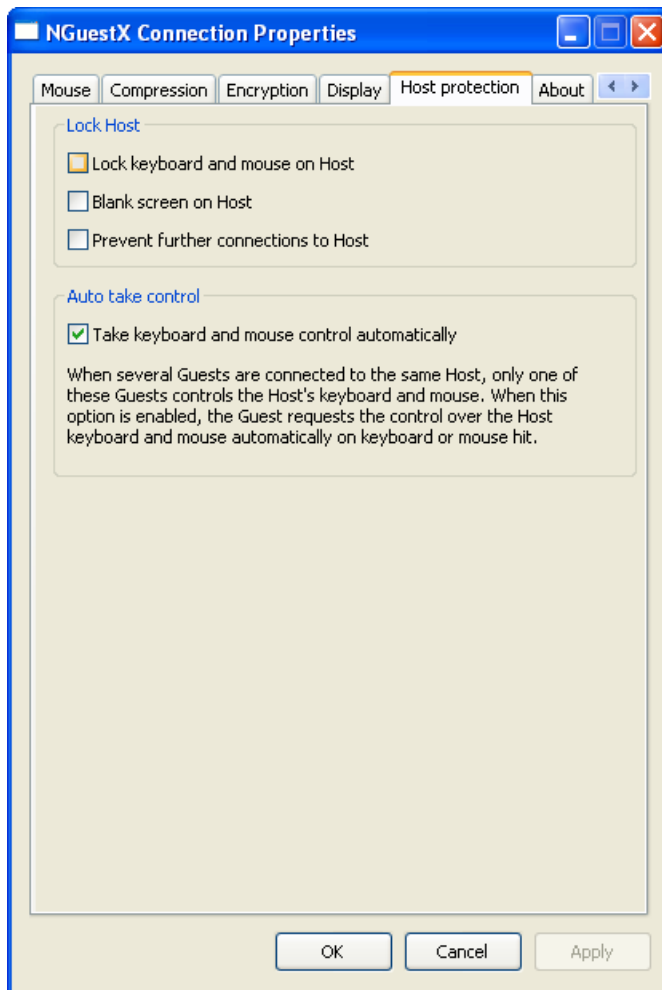 NGuestX Connection Properties
Mouse Compression Encryption Display Host protection About
Lock Host
Lock keyboard and mouse on Host
Blank screen on Host
Prevent further connections to Host
Auto take control
Take keyboard and mouse control automatically
When several Guests are connected to the same Host, only one of
these Guests controls the Host's keyboard and mouse. When this
option is enabled, the Guest requests the control over the Host
keyboard and mouse automatically on keyboard or mouse hit.
OK Cancel Apply